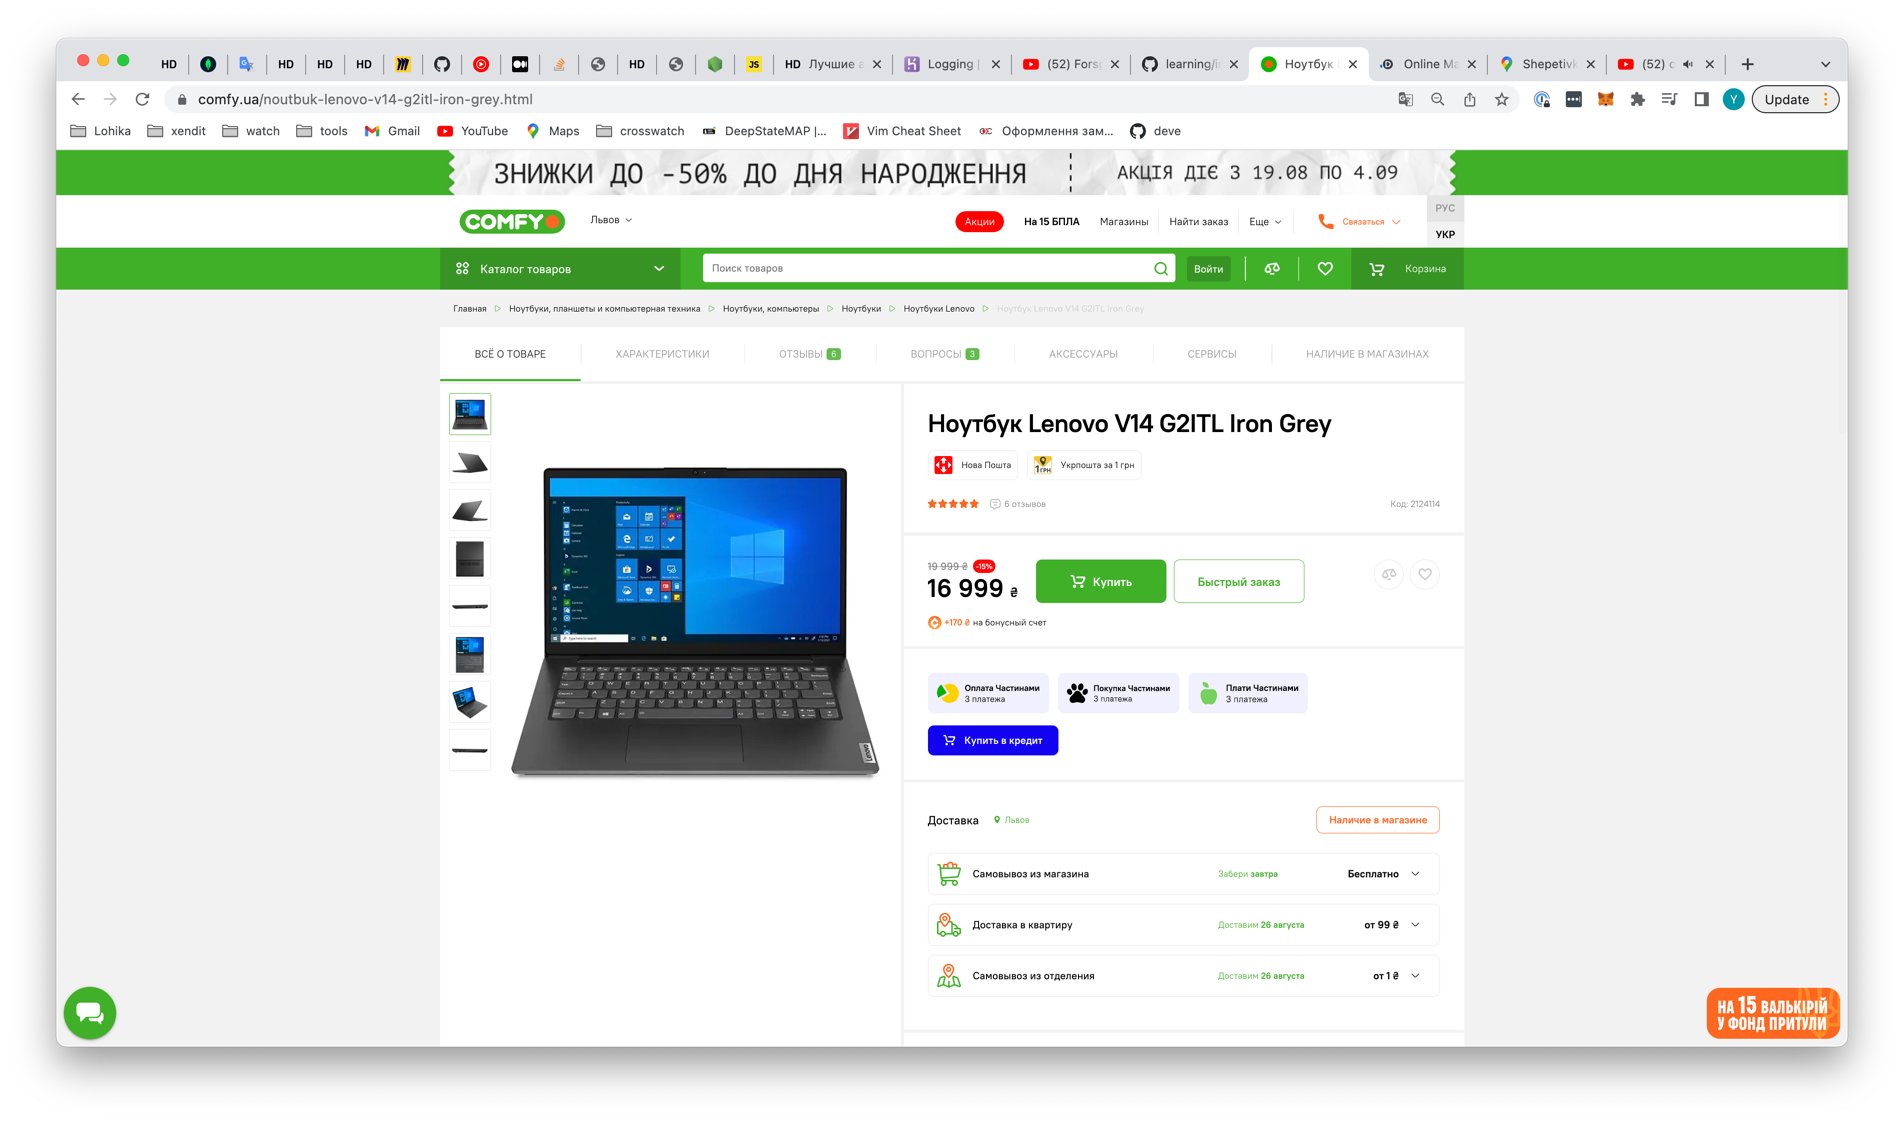 HD
HD
HD
HD
HD
JS
HD Лучшие а
Logging
(52) Fors
learning/i
Ноутбук
Online Ma
Shepetivk
(52) с
comfy.ua/noutbuk-lenovo-v14-g2itl-iron-grey.html
Y
Update
Lohika
xendit
watch
tools
Gmail
YouTube
Maps
crosswatch
DeepStateMAP |...
Vim Cheat Sheet
Оформлення зам...
deve
ЗНИЖКИ ДО -50% ДО ДНЯ НАРОДЖЕННЯ
АКЦІЯ ДІЄ З 19.08 ПО 4.09
COMFY
Львов
Акции
На 15 БПЛА
Магазины
Найти заказ
Еще
Связаться
РУС
УКР
Каталог товаров
Поиск товаров
Войти
Корзина
Главная
Ноутбуки, планшеты и компьютерная техника
Ноутбуки, компьютеры
Ноутбуки
Ноутбуки Lenovo
Ноутбук Lenovo V14 G2ITL Iron Grey
ВСЁ О ТОВАРЕ
ХАРАКТЕРИСТИКИ
ОТЗЫВЫ 6
ВОПРОСЫ 3
АКСЕССУАРЫ
СЕРВИСЫ
НАЛИЧИЕ В МАГАЗИНАХ
Ноутбук Lenovo V14 G2ITL Iron Grey
Нова Пошта
1 ГРН
Укрпошта за 1 грн
6 отзывов
Код: 2124114
19 999 ₴ -15%
16 999 ₴
Купить
Быстрый заказ
+170 ₴ на бонусный счет
Оплата Частинами
3 платежа
Покупка Частинами
3 платежа
Плати Частинами
3 платежа
Купить в кредит
Lenovo
Доставка
Львов
Наличие в магазине
Самовывоз из магазина
Забери завтра
Бесплатно
Доставка в квартиру
Доставим 26 августа
от 99 ₴
Самовывоз из отделения
Доставим 26 августа
от 1 ₴
НА 15 ВАЛЬКІРІЙ
У ФОНД ПРИТУЛИ